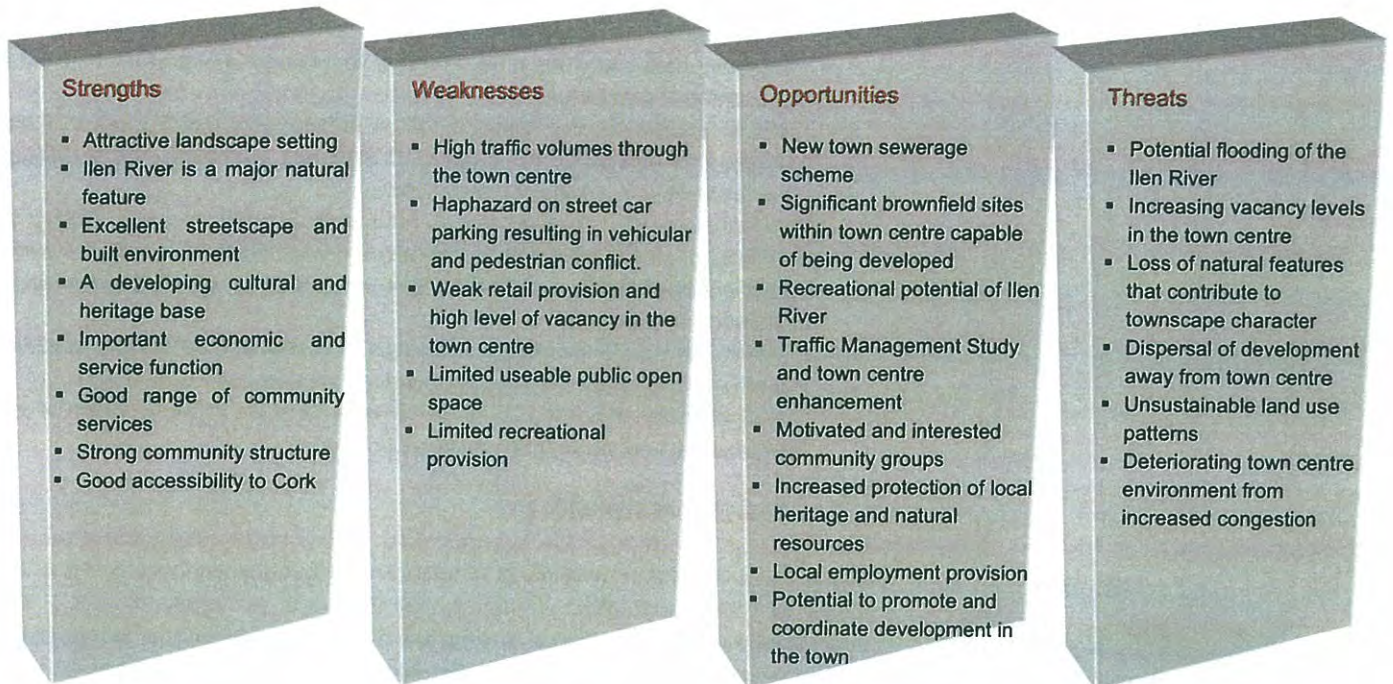 Strengths
▪ Attractive landscape setting
▪ Ilen River is a major natural
feature
▪ Excellent streetscape and
built environment
▪ A developing cultural and
heritage base
▪ Important economic and
service function
▪ Good range of community
services
▪ Strong community structure
▪ Good accessibility to Cork
Weaknesses
▪ High traffic volumes through
the town centre
▪ Haphazard on street car
parking resulting in vehicular
and pedestrian conflict.
▪ Weak retail provision and
high level of vacancy in the
town centre
▪ Limited useable public open
space
▪ Limited recreational
provision
Opportunities
▪ New town sewerage
scheme
▪ Significant brownfield sites
within town centre capable
of being developed
▪ Recreational potential of Ilen
River
▪ Traffic Management Study
and town centre
enhancement
▪ Motivated and interested
community groups
▪ Increased protection of local
heritage and natural
resources
▪ Local employment provision
▪ Potential to promote and
coordinate development in
the town
Threats
▪ Potential flooding of the
Ilen River
▪ Increasing vacancy levels
in the town centre
▪ Loss of natural features
that contribute to
townscape character
▪ Dispersal of development
away from town centre
▪ Unsustainable land use
patterns
▪ Deteriorating town centre
environment from
increased congestion